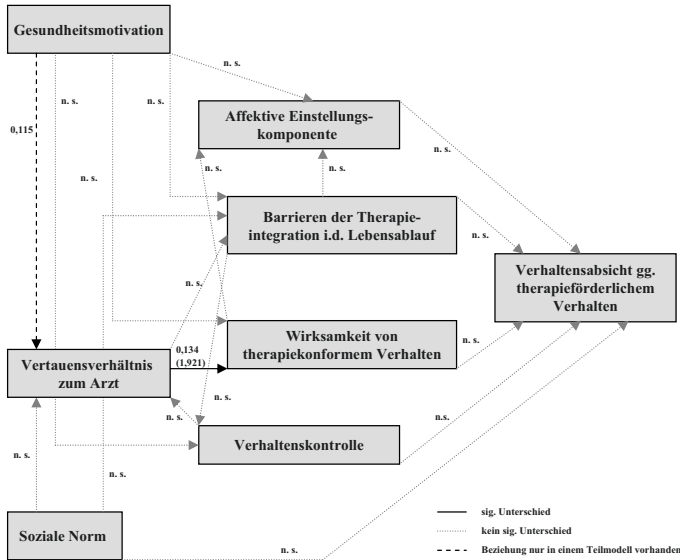 Gesundheitsmotivation
n. s.
n. s.
n. s.
n. s.
0,115
Affektive Einstellungs-
komponente
n. s.
n. s.
n. s.
n. s.
n. s.
Barrieren der Therapie-
integration i.d. Lebensablauf
n. s.
Verhaltensabsicht gg.
therapieförderlichem
Verhalten
n. s.
Wirksamkeit von
therapiekonformem Verhalten
n. s.
0,134
(1,921)
Vertauensverhältnis
zum Arzt
n. s.
n. s.
n.s.
Verhaltenskontrolle
n. s.
n. s.
Soziale Norm
n. s.
sig. Unterschied
kein sig. Unterschied
Beziehung nur in einem Teilmodell vorhanden